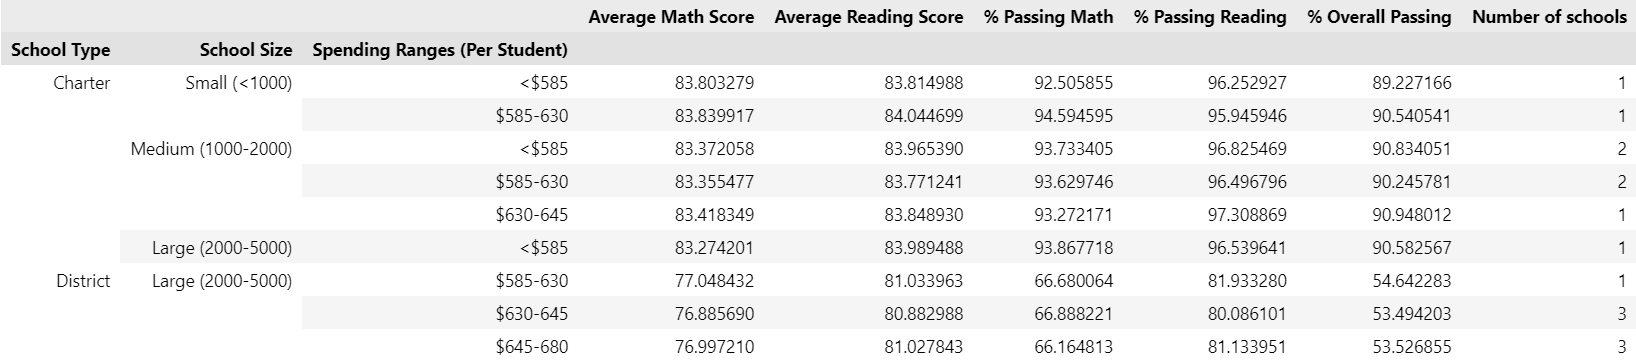 Average Math Score Average Reading Score % Passing Math % Passing Reading % Overall Passing Number of schools
School Type School Size Spending Ranges (Per Student)
Charter Small (<1000) <$585 83.803279 83.814988 92.505855 96.252927 89.227166 1
$585-630 83.839917 84.044699 94.594595 95.945946 90.540541 1
Medium (1000-2000) <$585 83.372058 83.965390 93.733405 96.825469 90.834051 2
$585-630 83.355477 83.771241 93.629746 96.496796 90.245781 2
$630-645 83.418349 83.848930 93.272171 97.308869 90.948012 1
Large (2000-5000) <$585 83.274201 83.989488 93.867718 96.539641 90.582567 1
District Large (2000-5000) $585-630 77.048432 81.033963 66.680064 81.933280 54.642283 1
$630-645 76.885690 80.882988 66.888221 80.086101 53.494203 3
$645-680 76.997210 81.027843 66.164813 81.133951 53.526855 3